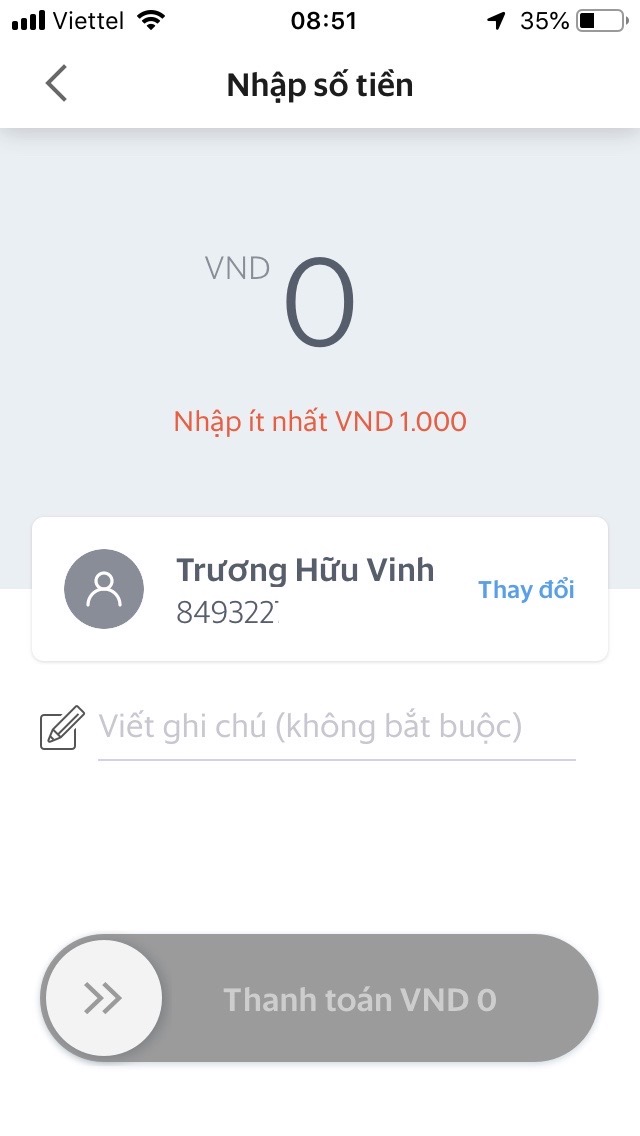 Viettel 08:51 35%
Nhập số tiền
VND 0
Nhập ít nhất VND 1.000
Trương Hữu Vinh
849322
Thay đổi
Viết ghi chú (không bắt buộc)
Thanh toán VND 0